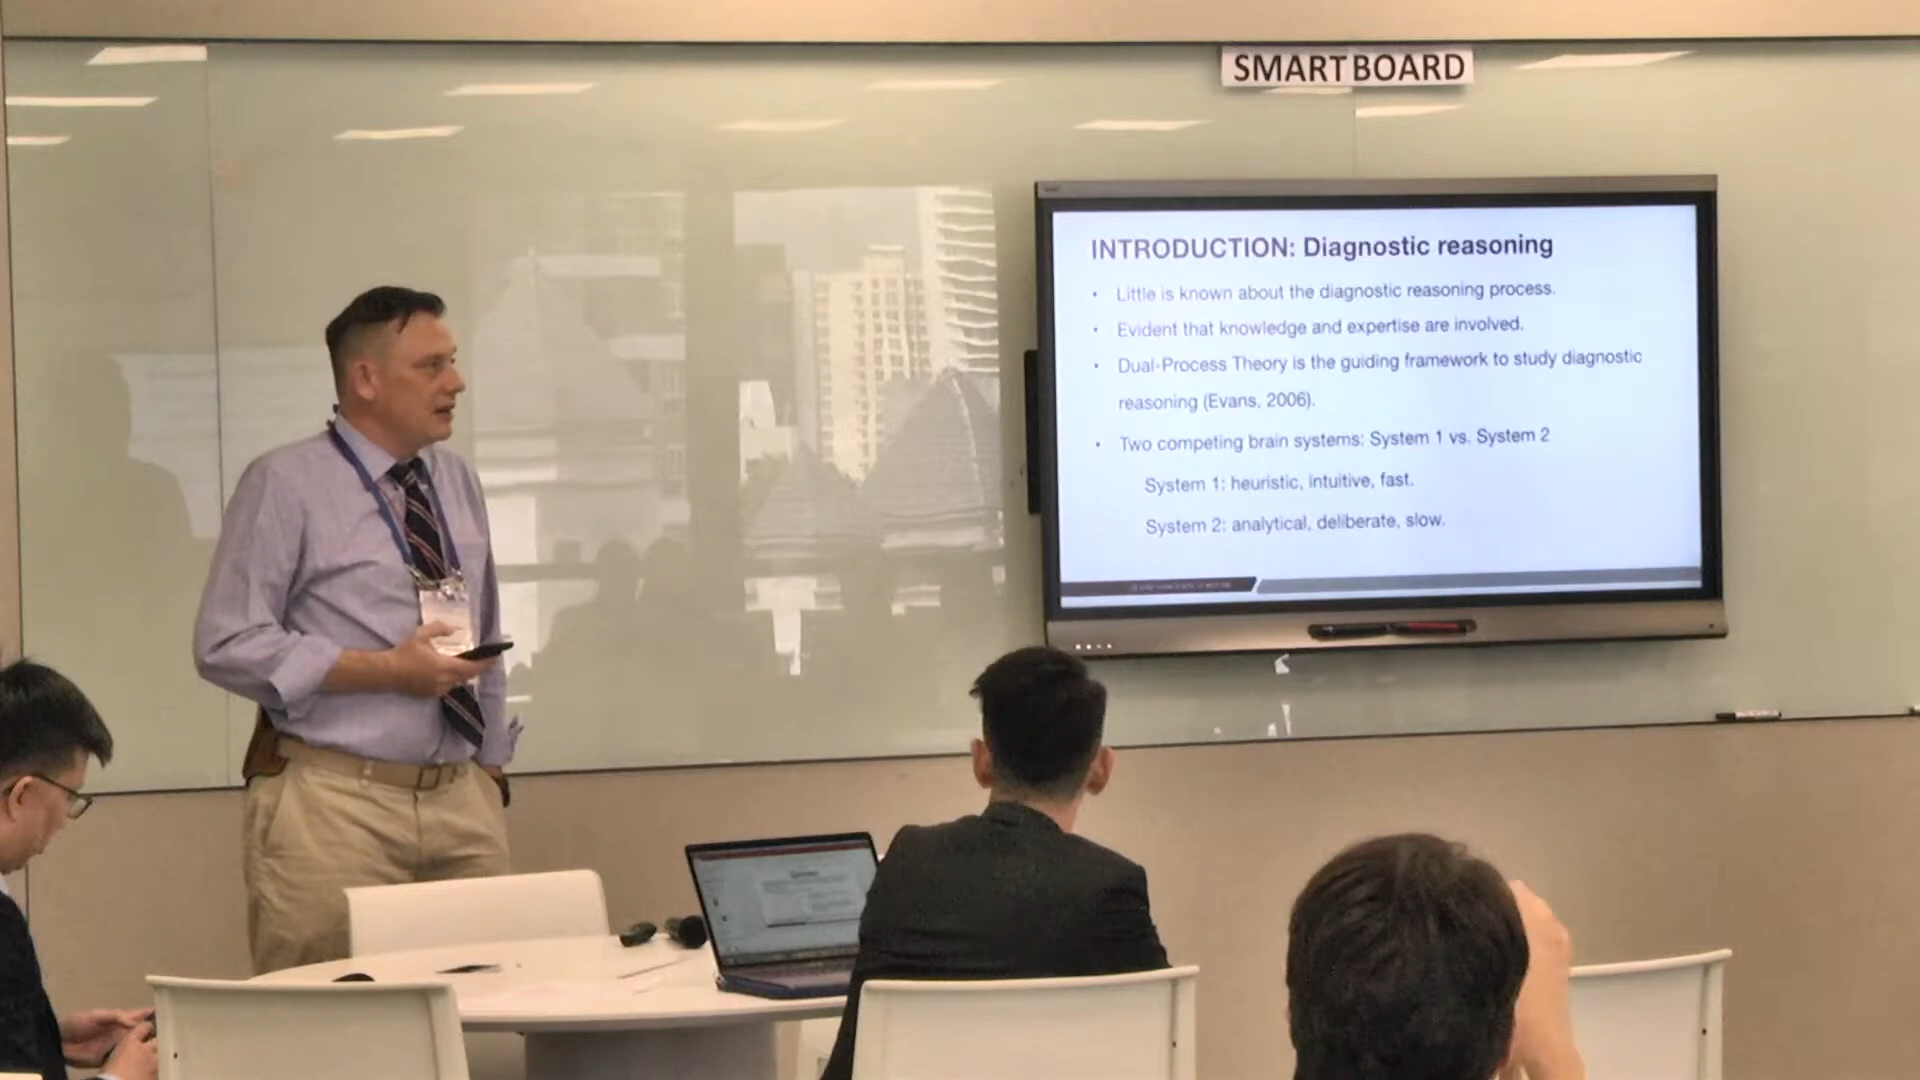 SMART BOARD
INTRODUCTION: Diagnostic reasoning
• Little is known about the diagnostic reasoning process.
• Evident that knowledge and expertise are involved.
• Dual-Process Theory is the guiding framework to study diagnostic
reasoning (Evans, 2006).
• Two competing brain systems: System 1 vs. System 2
System 1: heuristic, intuitive, fast.
System 2: analytical, deliberate, slow.